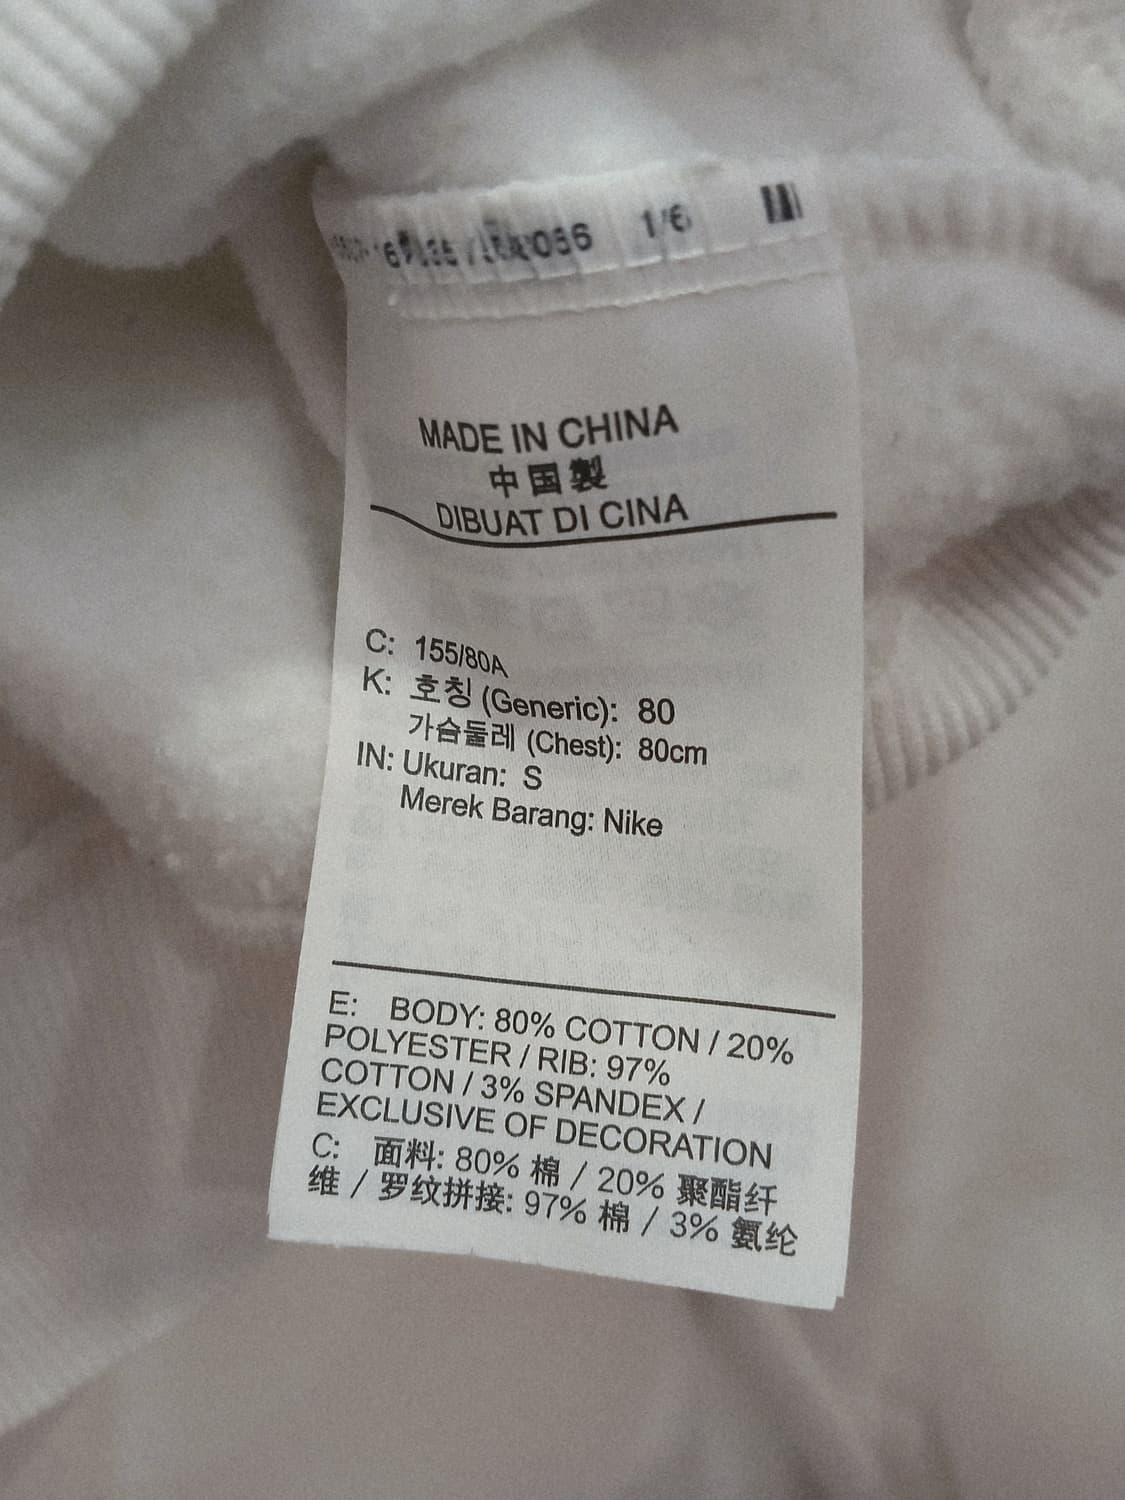 1/6
MADE IN CHINA
中国製
DIBUAT DI CINA
C: 155/80A
K: 호칭 (Generic): 80
가슴둘레 (Chest): 80cm
IN: Ukuran: S
Merek Barang: Nike
E: BODY: 80% COTTON / 20%
POLYESTER / RIB: 97%
COTTON / 3% SPANDEX /
EXCLUSIVE OF DECORATION
C: 面料: 80% 棉 / 20% 聚酯纤
维 / 罗纹拼接: 97% 棉 / 3% 氨纶